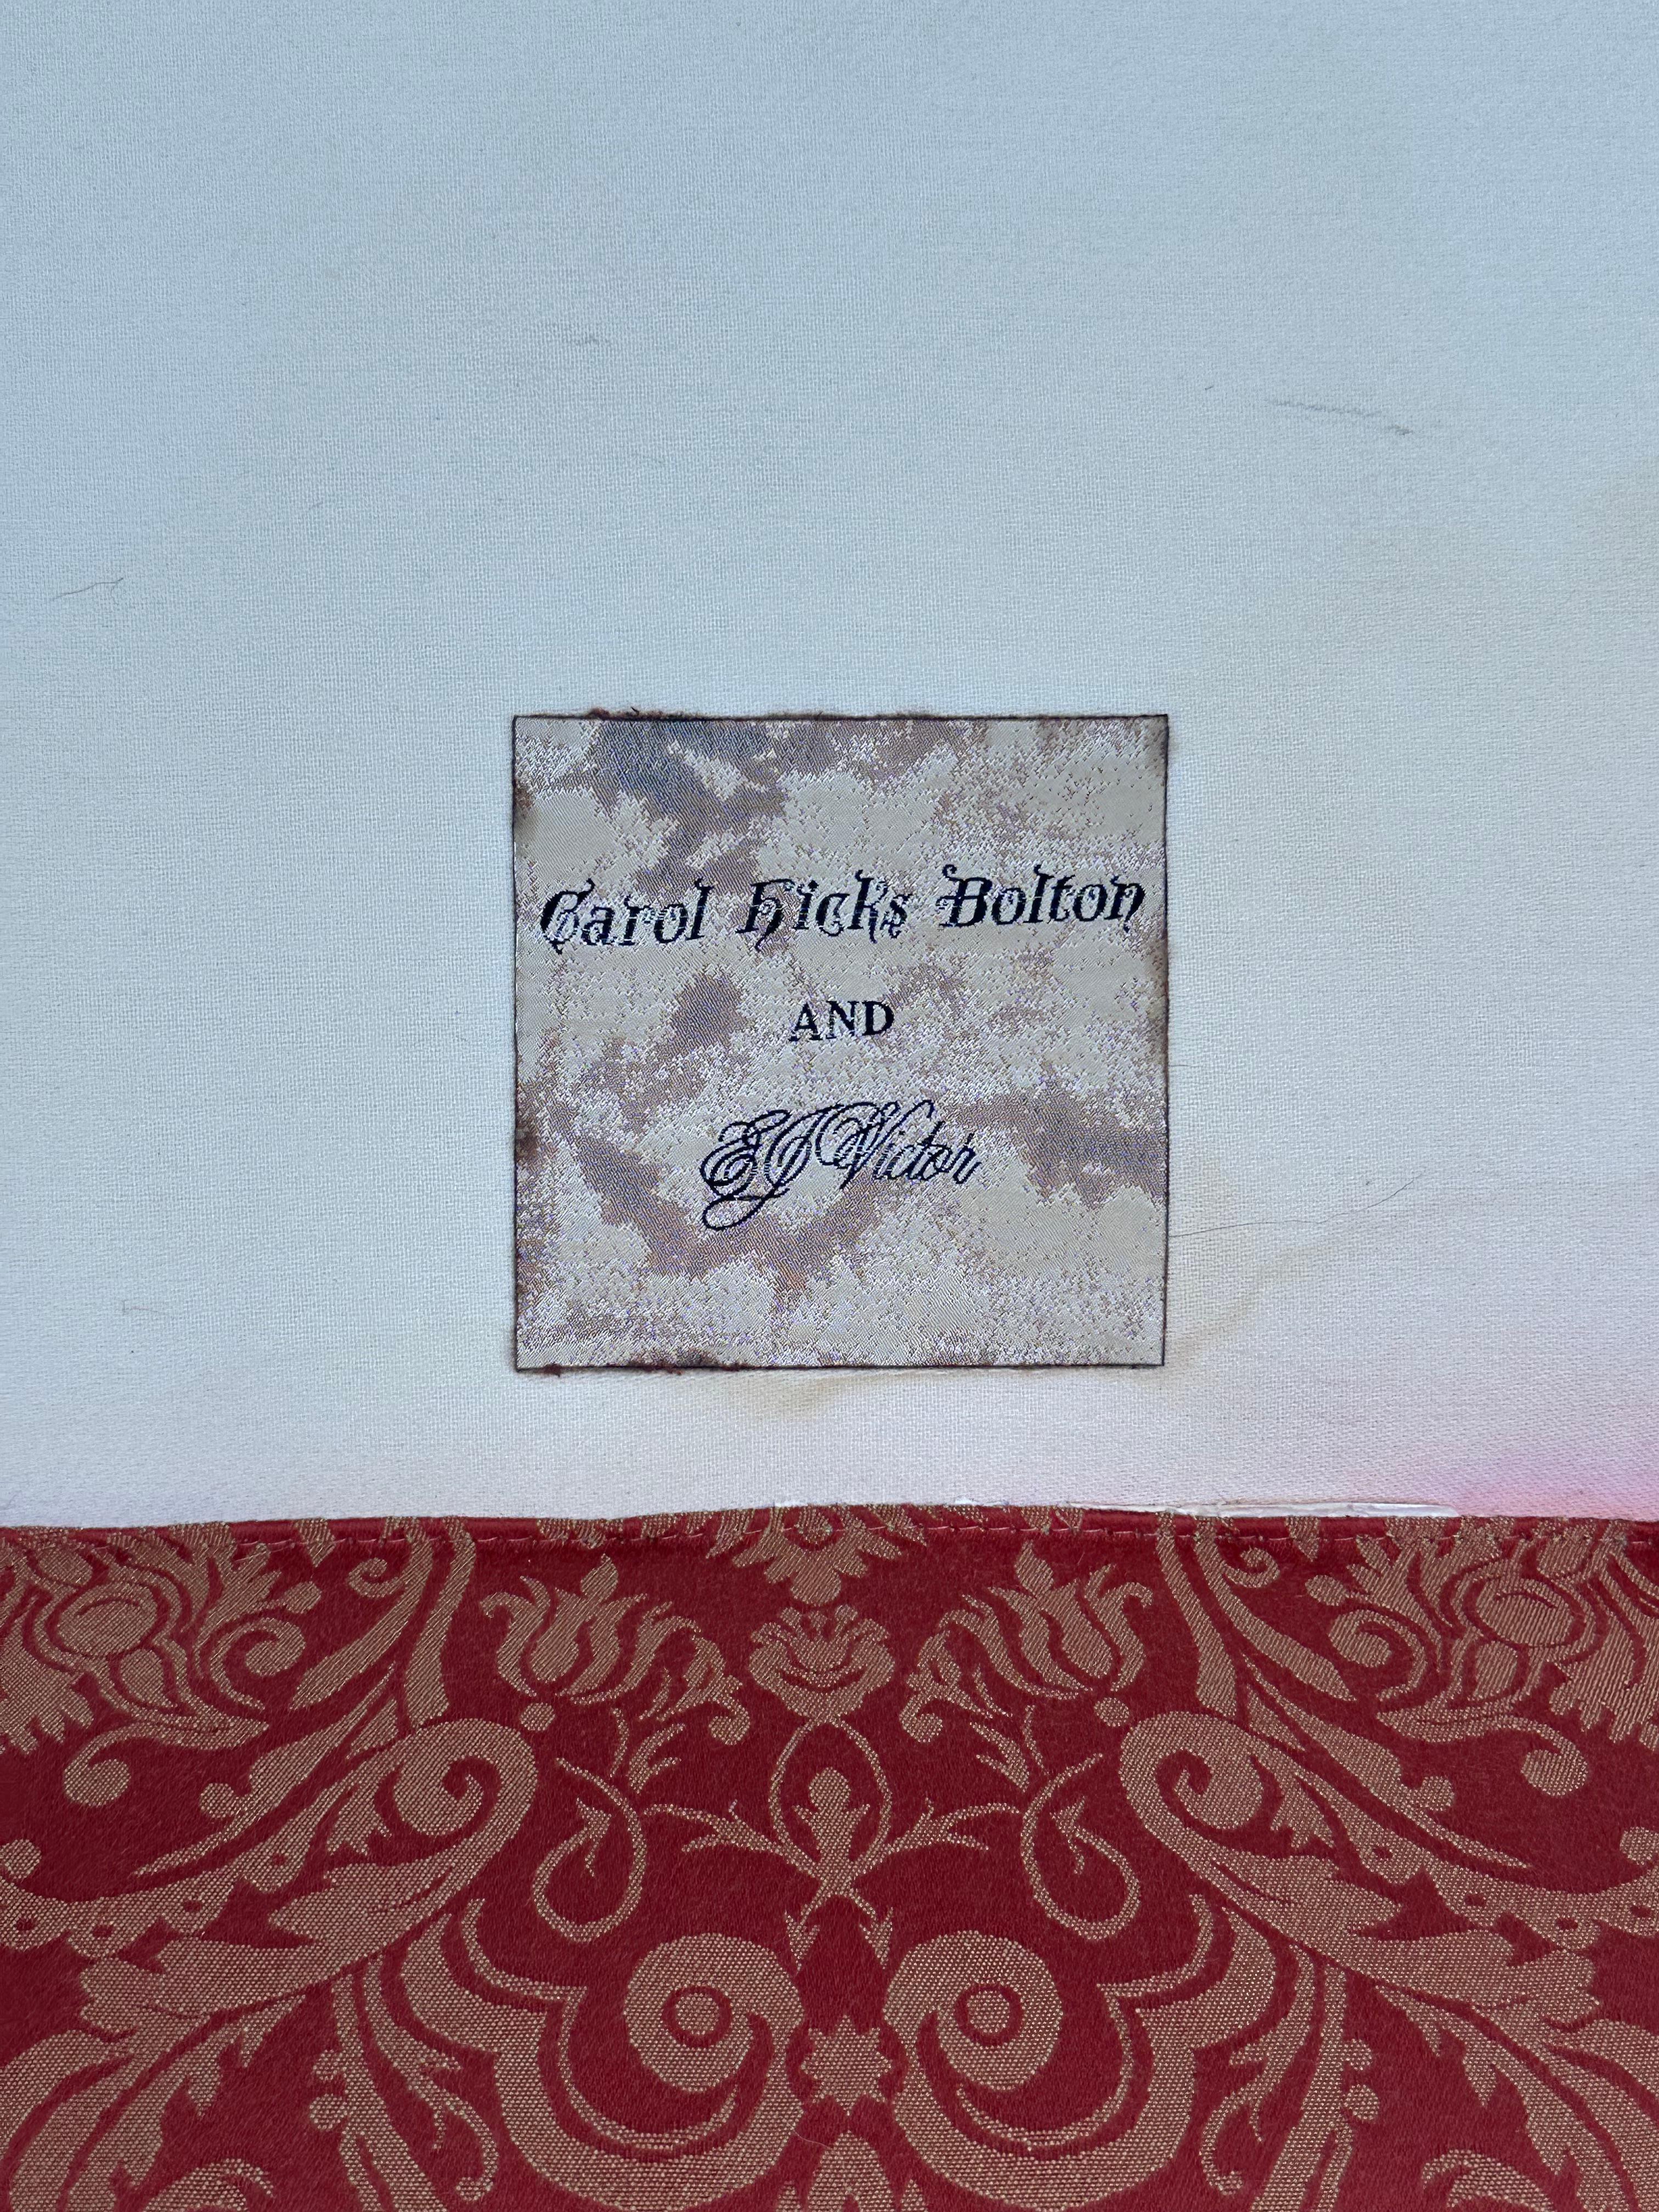 Carol Hicks Bolton
AND
EJ Victor